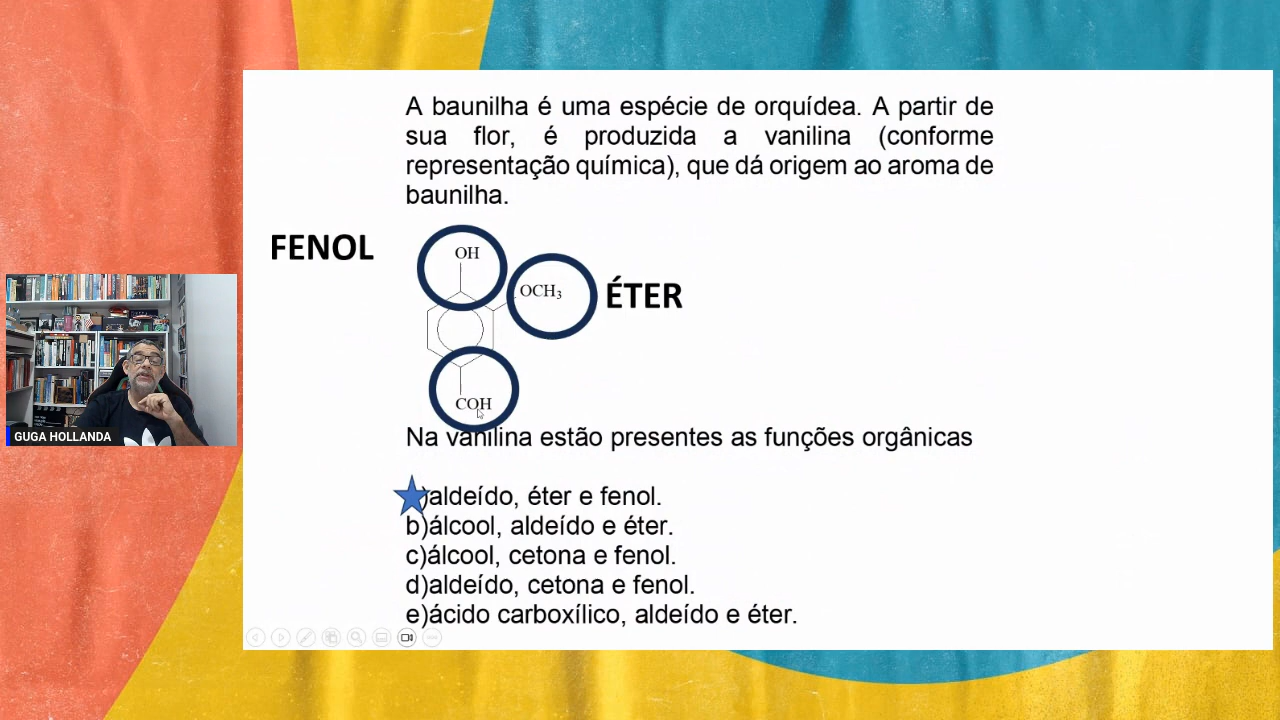 A baunilha é uma espécie de orquídea. A partir de
sua flor, é produzida a vanilina (conforme
representação química), que dá origem ao aroma de
baunilha.
FENOL
OH
OCH₃
ÉTER
COH
Na vanilina estão presentes as funções orgânicas
)aldeído, éter e fenol.
b)álcool, aldeído e éter.
c)álcool, cetona e fenol.
d)aldeído, cetona e fenol.
e)ácido carboxílico, aldeído e éter.
GUGA HOLLANDA